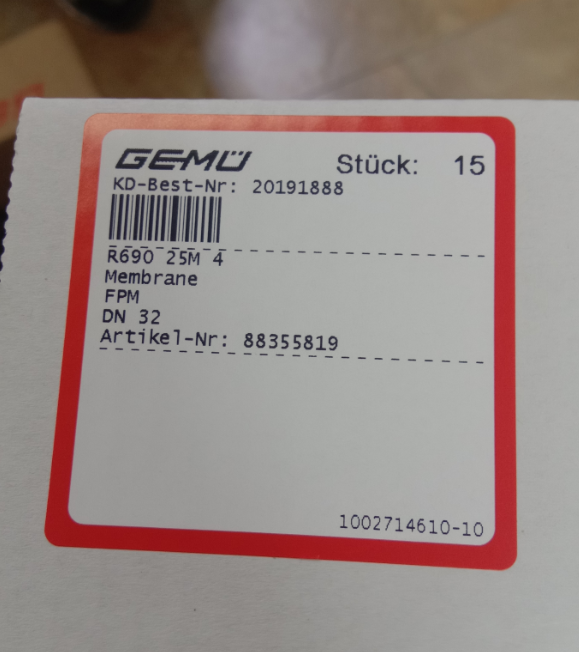 GEMÜ Stück: 15
KD-Best-Nr: 20191888
R690 25M 4
Membrane
FPM
DN 32
Artikel-Nr: 88355819
1002714610-10